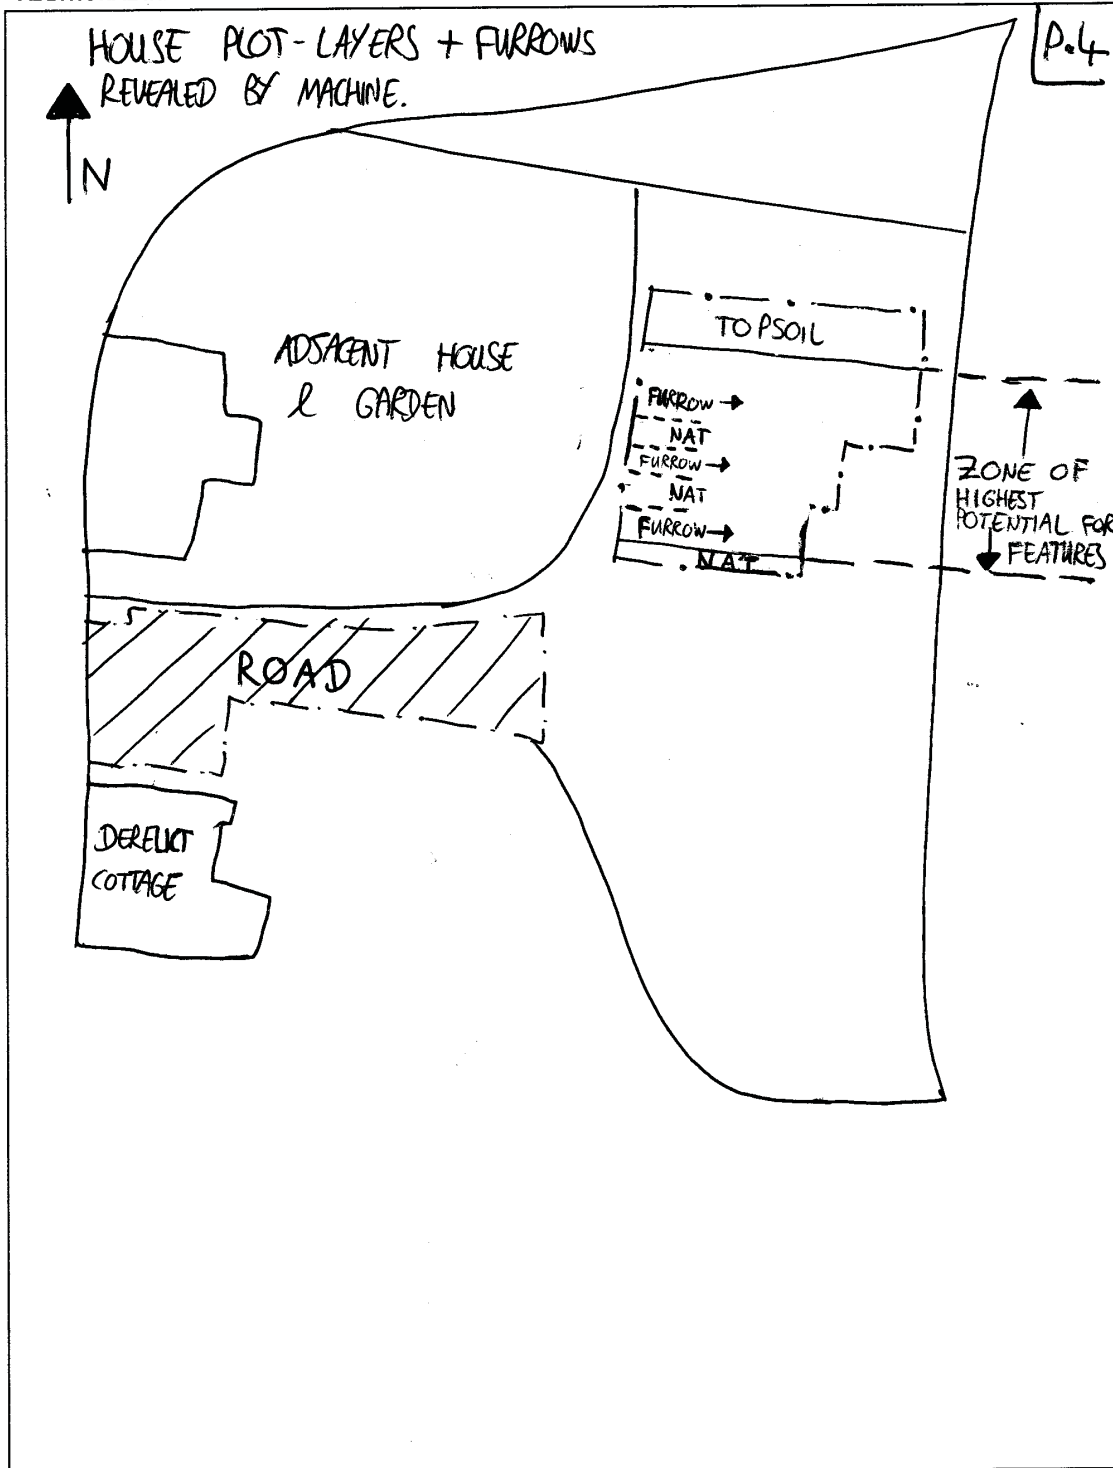 HOUSE PLOT-LAYERS + FURROWS
REVEALED BY MACHINE.
P.4
N
ADJACENT HOUSE
& GARDEN
TOPSOIL
FURROW →
NAT
FURROW →
NAT
FURROW →
NAT
ZONE OF
HIGHEST
POTENTIAL FOR
FEATURES
ROAD
DERELICT
COTTAGE